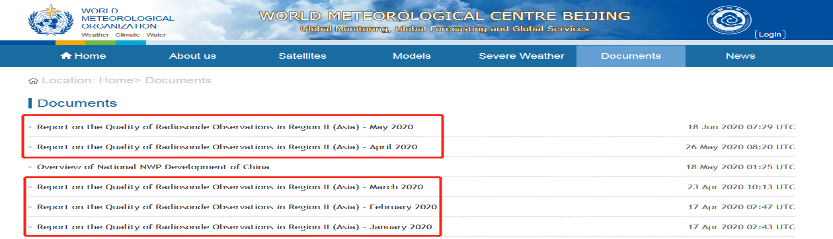 WORLD
METEOROLOGICAL
ORGANIZATION
Weather Climate Water
WORLD METEOROLOGICAL CENTRE BEIJING
Global Monitoring, Global Forecasting and Global Services
[Login]
Home About us Satellites Models Severe Weather Documents News
Location: Home> Documents
Documents
Report on the Quality of Radiosonde Observations in Region II (Asia) - May 2020 18 Jun 2020 07:29 UTC
Report on the Quality of Radiosonde Observations in Region II (Asia) - April 2020 26 May 2020 08:20 UTC
Overview of National NWP Development of China 18 May 2020 01:25 UTC
Report on the Quality of Radiosonde Observations in Region II (Asia) - March 2020 23 Apr 2020 10:13 UTC
Report on the Quality of Radiosonde Observations in Region II (Asia) - February 2020 17 Apr 2020 02:47 UTC
Report on the Quality of Radiosonde Observations in Region II (Asia) - January 2020 17 Apr 2020 02:43 UTC